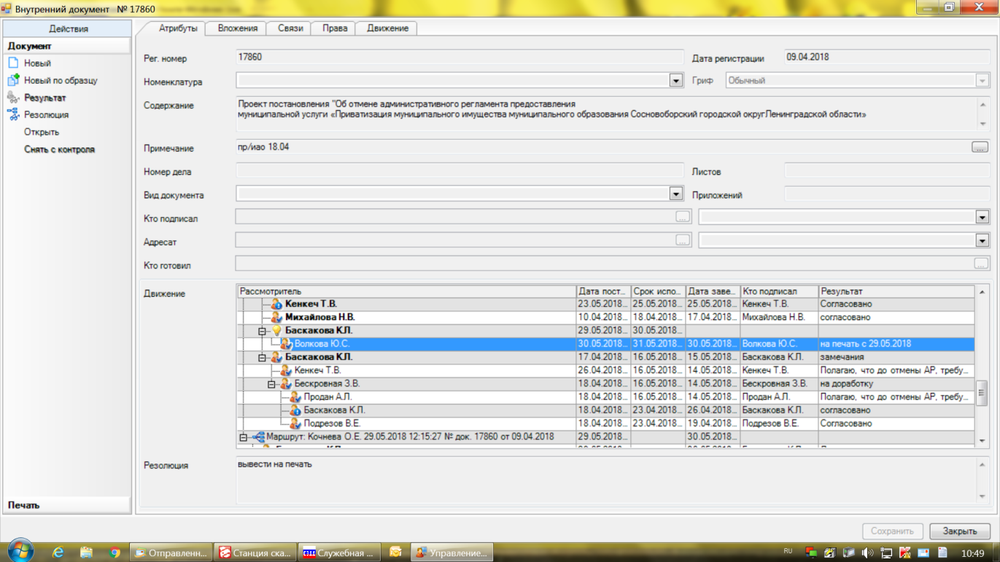 Внутренний документ № 17860
Действия
Документ
Новый
Новый по образцу
Результат
Резолюция
Открыть
Снять с контроля
Печать
Атрибуты Вложения Связи Права Движение
Рег. номер 17860 Дата регистрации 09.04.2018
Номенклатура Гриф Обычный
Содержание Проект постановления "Об отмене административного регламента предоставления
муниципальной услуги «Приватизация муниципального имущества муниципального образования Сосновоборский городской округЛенинградской области»
Примечание пр/иао 18.04 ...
Номер дела Листов
Вид документа Приложений
Кто подписал ...
Адресат ...
Кто готовил ...
Движение
Рассмотритель Дата пост... Срок испо... Дата заве... Кто подписал Результат
Кенкеч Т.В. 23.05.2018... 25.05.2018... 25.05.2018... Кенкеч Т.В. Согласовано
Михайлова Н.В. 10.04.2018... 18.04.2018... 17.04.2018... Михайлова Н.В. согласовано
Баскакова К.Л. 29.05.2018... 30.05.2018...
Волкова Ю.С. 30.05.2018... 31.05.2018... 30.05.2018... Волкова Ю.С. на печать с 29.05.2018
Баскакова К.Л. 17.04.2018... 16.05.2018... 15.05.2018... Баскакова К.Л. замечания
Кенкеч Т.В. 26.04.2018... 16.05.2018... 14.05.2018... Кенкеч Т.В. Полагаю, что до отмены АР, требу...
Бескровная З.В. 18.04.2018... 16.05.2018... 14.05.2018... Бескровная З.В. на доработку
Продан А.Л. 18.04.2018... 16.05.2018... 14.05.2018... Продан А.Л. Полагаю, что до отмены АР, требу...
Баскакова К.Л. 18.04.2018... 23.04.2018... 26.04.2018... Баскакова К.Л. согласовано
Подрезов В.Е. 18.04.2018... 23.04.2018... 19.04.2018... Подрезов В.Е. Согласовано
Маршрут: Кочнева О.Е. 29.05.2018 12:15:27 № док. 17860 от 09.04.2018 29.05.2018... 30.05.2018...
Резолюция вывести на печать
Сохранить Закрыть
Отправленн... Станция ска... Служебная ... Управление... RU 10:49